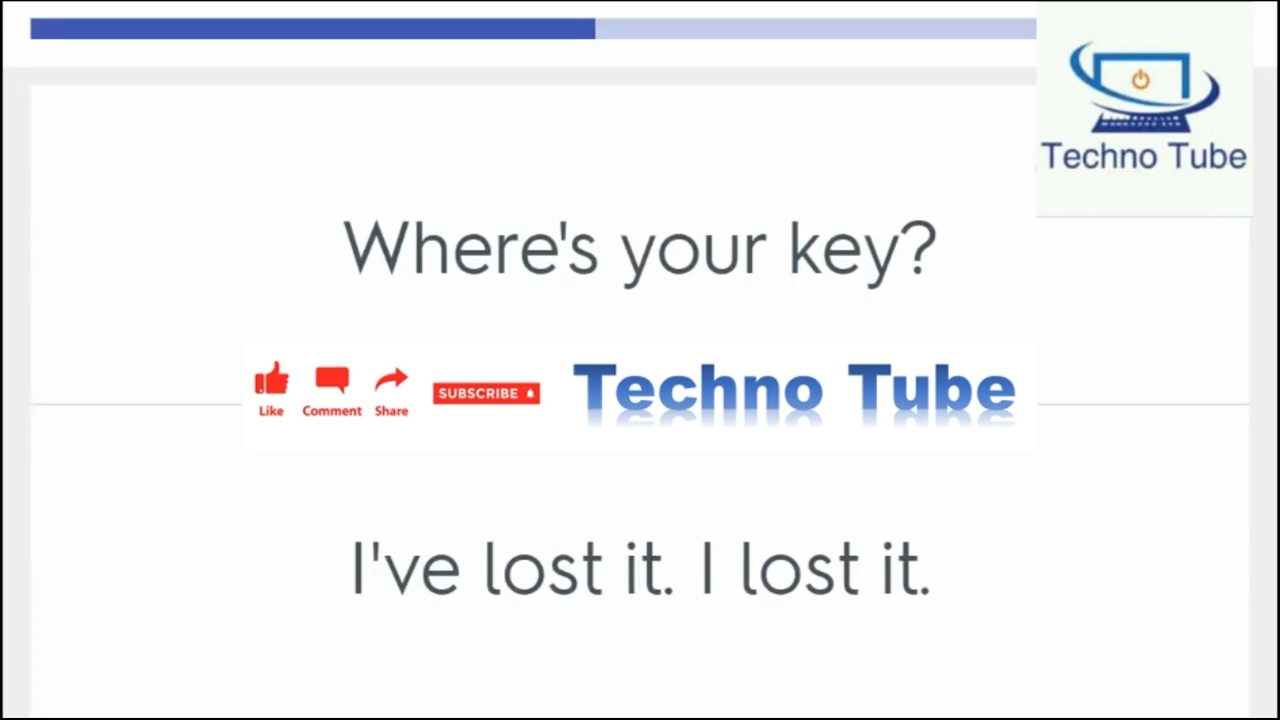 Techno Tube
Where's your key?
Like Comment Share SUBSCRIBE Techno Tube
I've lost it. I lost it.